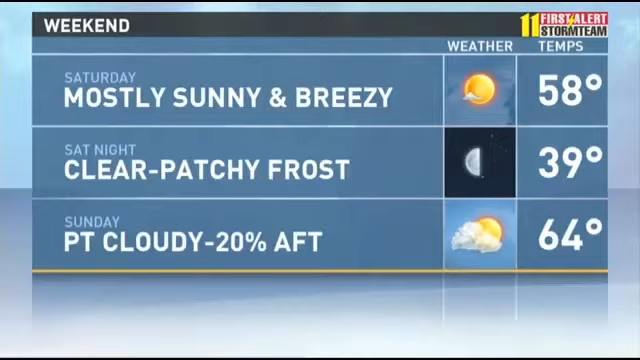 WEEKEND
11 FIRST ALERT
STORMTEAM
WEATHER TEMPS
SATURDAY
MOSTLY SUNNY & BREEZY 58°
SAT NIGHT
CLEAR-PATCHY FROST 39°
SUNDAY
PT CLOUDY-20% AFT 64°